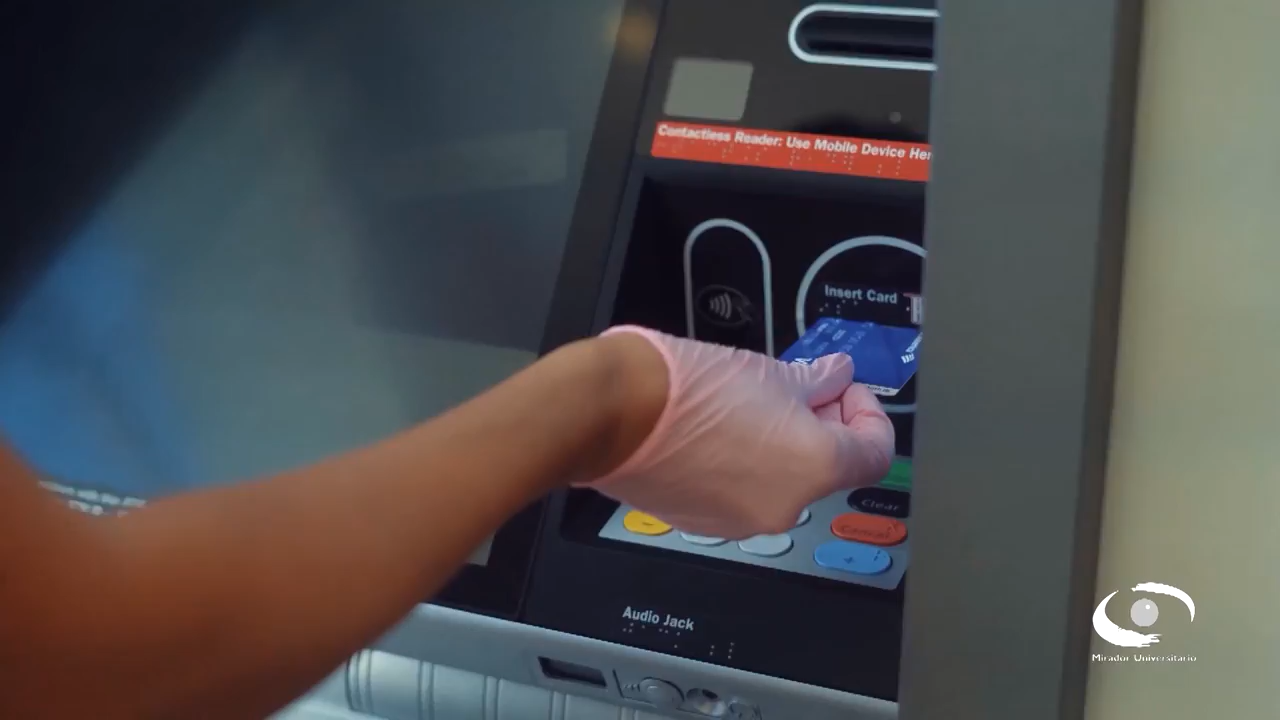 Contactless Reader: Use Mobile Device Her
Insert Card
Clear
Cancel
Audio Jack
Mirador Universitario